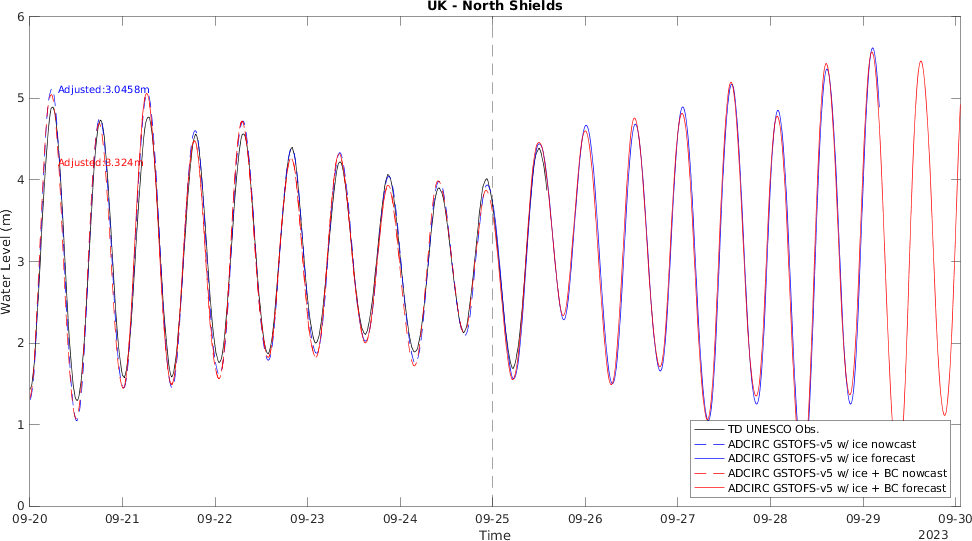 UK - North Shields
Water Level (m)
6
5
4
3
2
1
0
Adjusted:3.0458m
Adjusted:3.324m
TD UNESCO Obs.
ADCIRC GSTOFS-v5 w/ ice nowcast
ADCIRC GSTOFS-v5 w/ ice forecast
ADCIRC GSTOFS-v5 w/ ice + BC nowcast
ADCIRC GSTOFS-v5 w/ ice + BC forecast
09-20 09-21 09-22 09-23 09-24 09-25 09-26 09-27 09-28 09-29 09-30
Time
2023